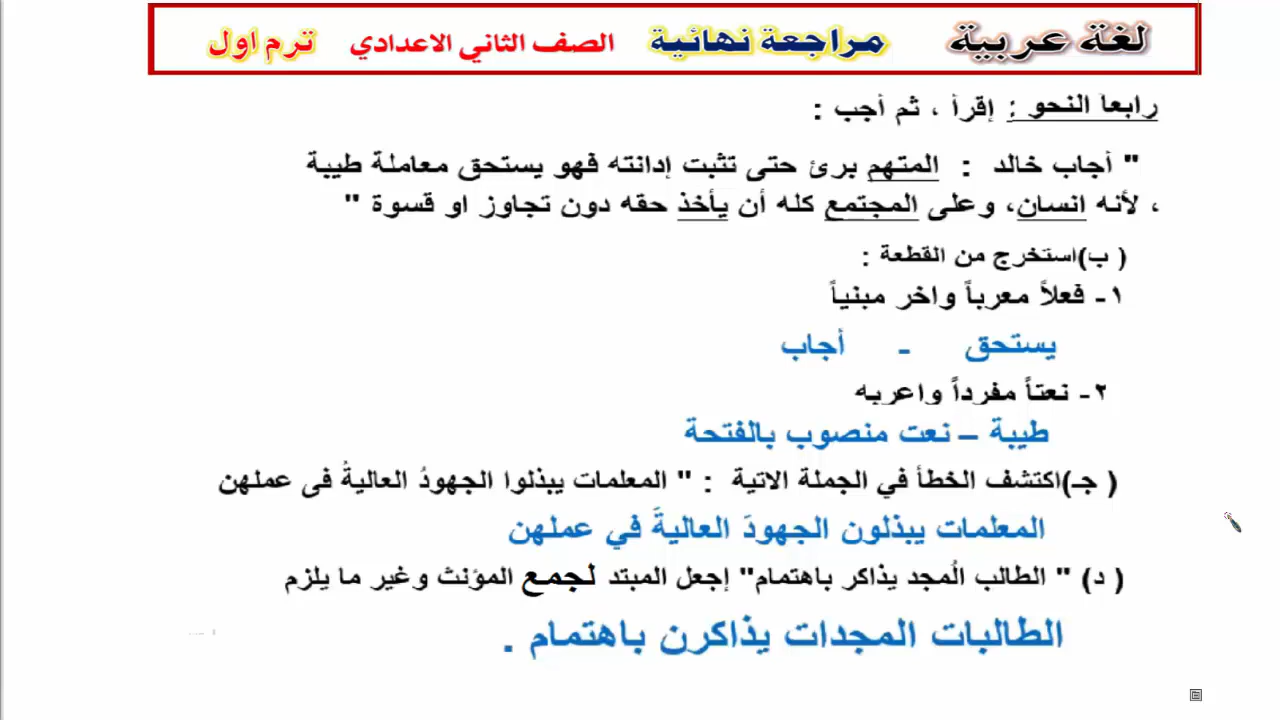 لغة عربية مراجعة نهائية الصف الثاني الاعدادي ترم اول
رابعاً النحو : إقرأ ، ثم أجب :
" أجاب خالد : المتهم برئ حتى تثبت إدانته فهو يستحق معاملة طيبة
، لأنه انسان، وعلى المجتمع كله أن يأخذ حقه دون تجاوز او قسوة "
( ب)استخرج من القطعة :
١- فعلاً معرباً واخر مبنياً
يستحق - أجاب
٢- نعتاً مفرداً واعربه
طيبة – نعت منصوب بالفتحة
( جـ)اكتشف الخطأ في الجملة الاتية : " المعلمات يبذلوا الجهودُ العاليةُ فى عملهن
المعلمات يبذلون الجهودَ العاليةَ في عملهن
( د) " الطالب الُمجد يذاكر باهتمام" إجعل المبتد لجمع المؤنث وغير ما يلزم
الطالبات المجدات يذاكرن باهتمام .